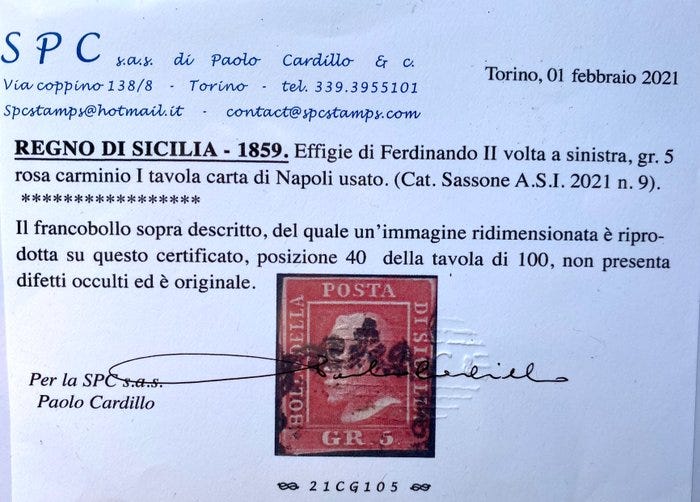 SPC s.a.s. di Paolo Cardillo & c.
Via coppino 138/8 - Torino - tel. 339.3955101
Spcstamps@hotmail.it - contact@spcstamps.com
Torino, 01 febbraio 2021
REGNO DI SICILIA - 1859. Effigie di Ferdinando II volta a sinistra, gr. 5
rosa carminio I tavola carta di Napoli usato. (Cat. Sassone A.S.I. 2021 n. 9).
*****************
Il francobollo sopra descritto, del quale un'immagine ridimensionata è ripro-
dotta su questo certificato, posizione 40 della tavola di 100, non presenta
difetti occulti ed è originale.
BOL. DELLA
POSTA
DI SICILIA
GR. 5
Per la SPC s.a.s.
Paolo Cardillo
Paolo Cardillo
21CG105